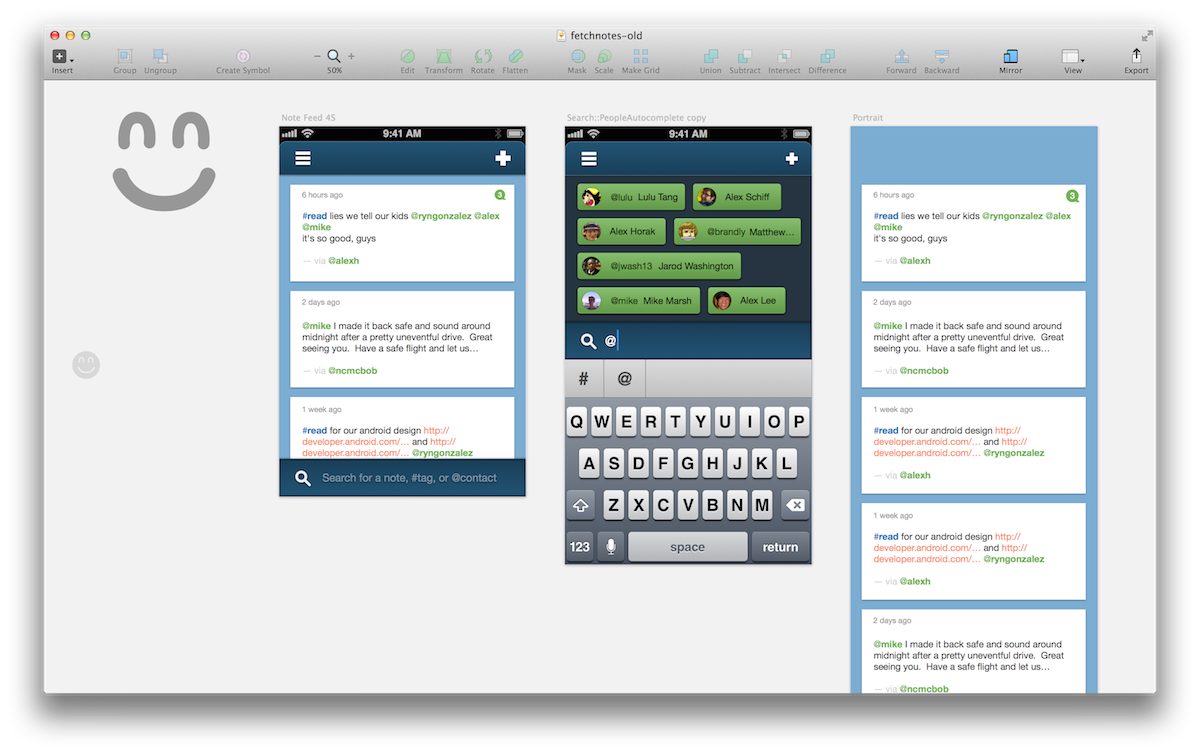 fetchnotes-old
Insert
Group
Ungroup
Create Symbol
50%
Edit
Transform
Rotate
Flatten
Mask
Scale
Make Grid
Union
Subtract
Intersect
Difference
Forward
Backward
Mirror
View
Export
Note Feed 45
9:41 AM
6 hours ago
3
#read lies we tell our kids @ryngonzalez @alex
@mike
it's so good, guys
— via @alexh
2 days ago
@mike I made it back safe and sound around
midnight after a pretty uneventful drive.  Great
seeing you.  Have a safe flight and let us...
— via @ncmcbob
1 week ago
#read for our android design http://
developer.android.com/... and http://
developer.android.com/... @ryngonzalez
Search for a note, #tag, or @contact
Search::PeopleAutocomplete copy
9:41 AM
@lulu  Lulu Tang
Alex Schiff
Alex Horak
@brandly  Matthew...
@jwash13  Jarod Washington
@mike  Mike Marsh
Alex Lee
@
# @
Q W E R T Y U I O P
A S D F G H J K L
Z X C V B N M
123 space return
Portrait
6 hours ago
3
#read lies we tell our kids @ryngonzalez @alex
@mike
it's so good, guys
— via @alexh
2 days ago
@mike I made it back safe and sound around
midnight after a pretty uneventful drive.  Great
seeing you.  Have a safe flight and let us...
— via @ncmcbob
1 week ago
#read for our android design http://
developer.android.com/... and http://
developer.android.com/... @ryngonzalez
— via @alexh
1 week ago
#read for our android design http://
developer.android.com/... and http://
developer.android.com/... @ryngonzalez
— via @alexh
2 days ago
@mike I made it back safe and sound around
midnight after a pretty uneventful drive.  Great
seeing you.  Have a safe flight and let us...
— via @ncmcbob